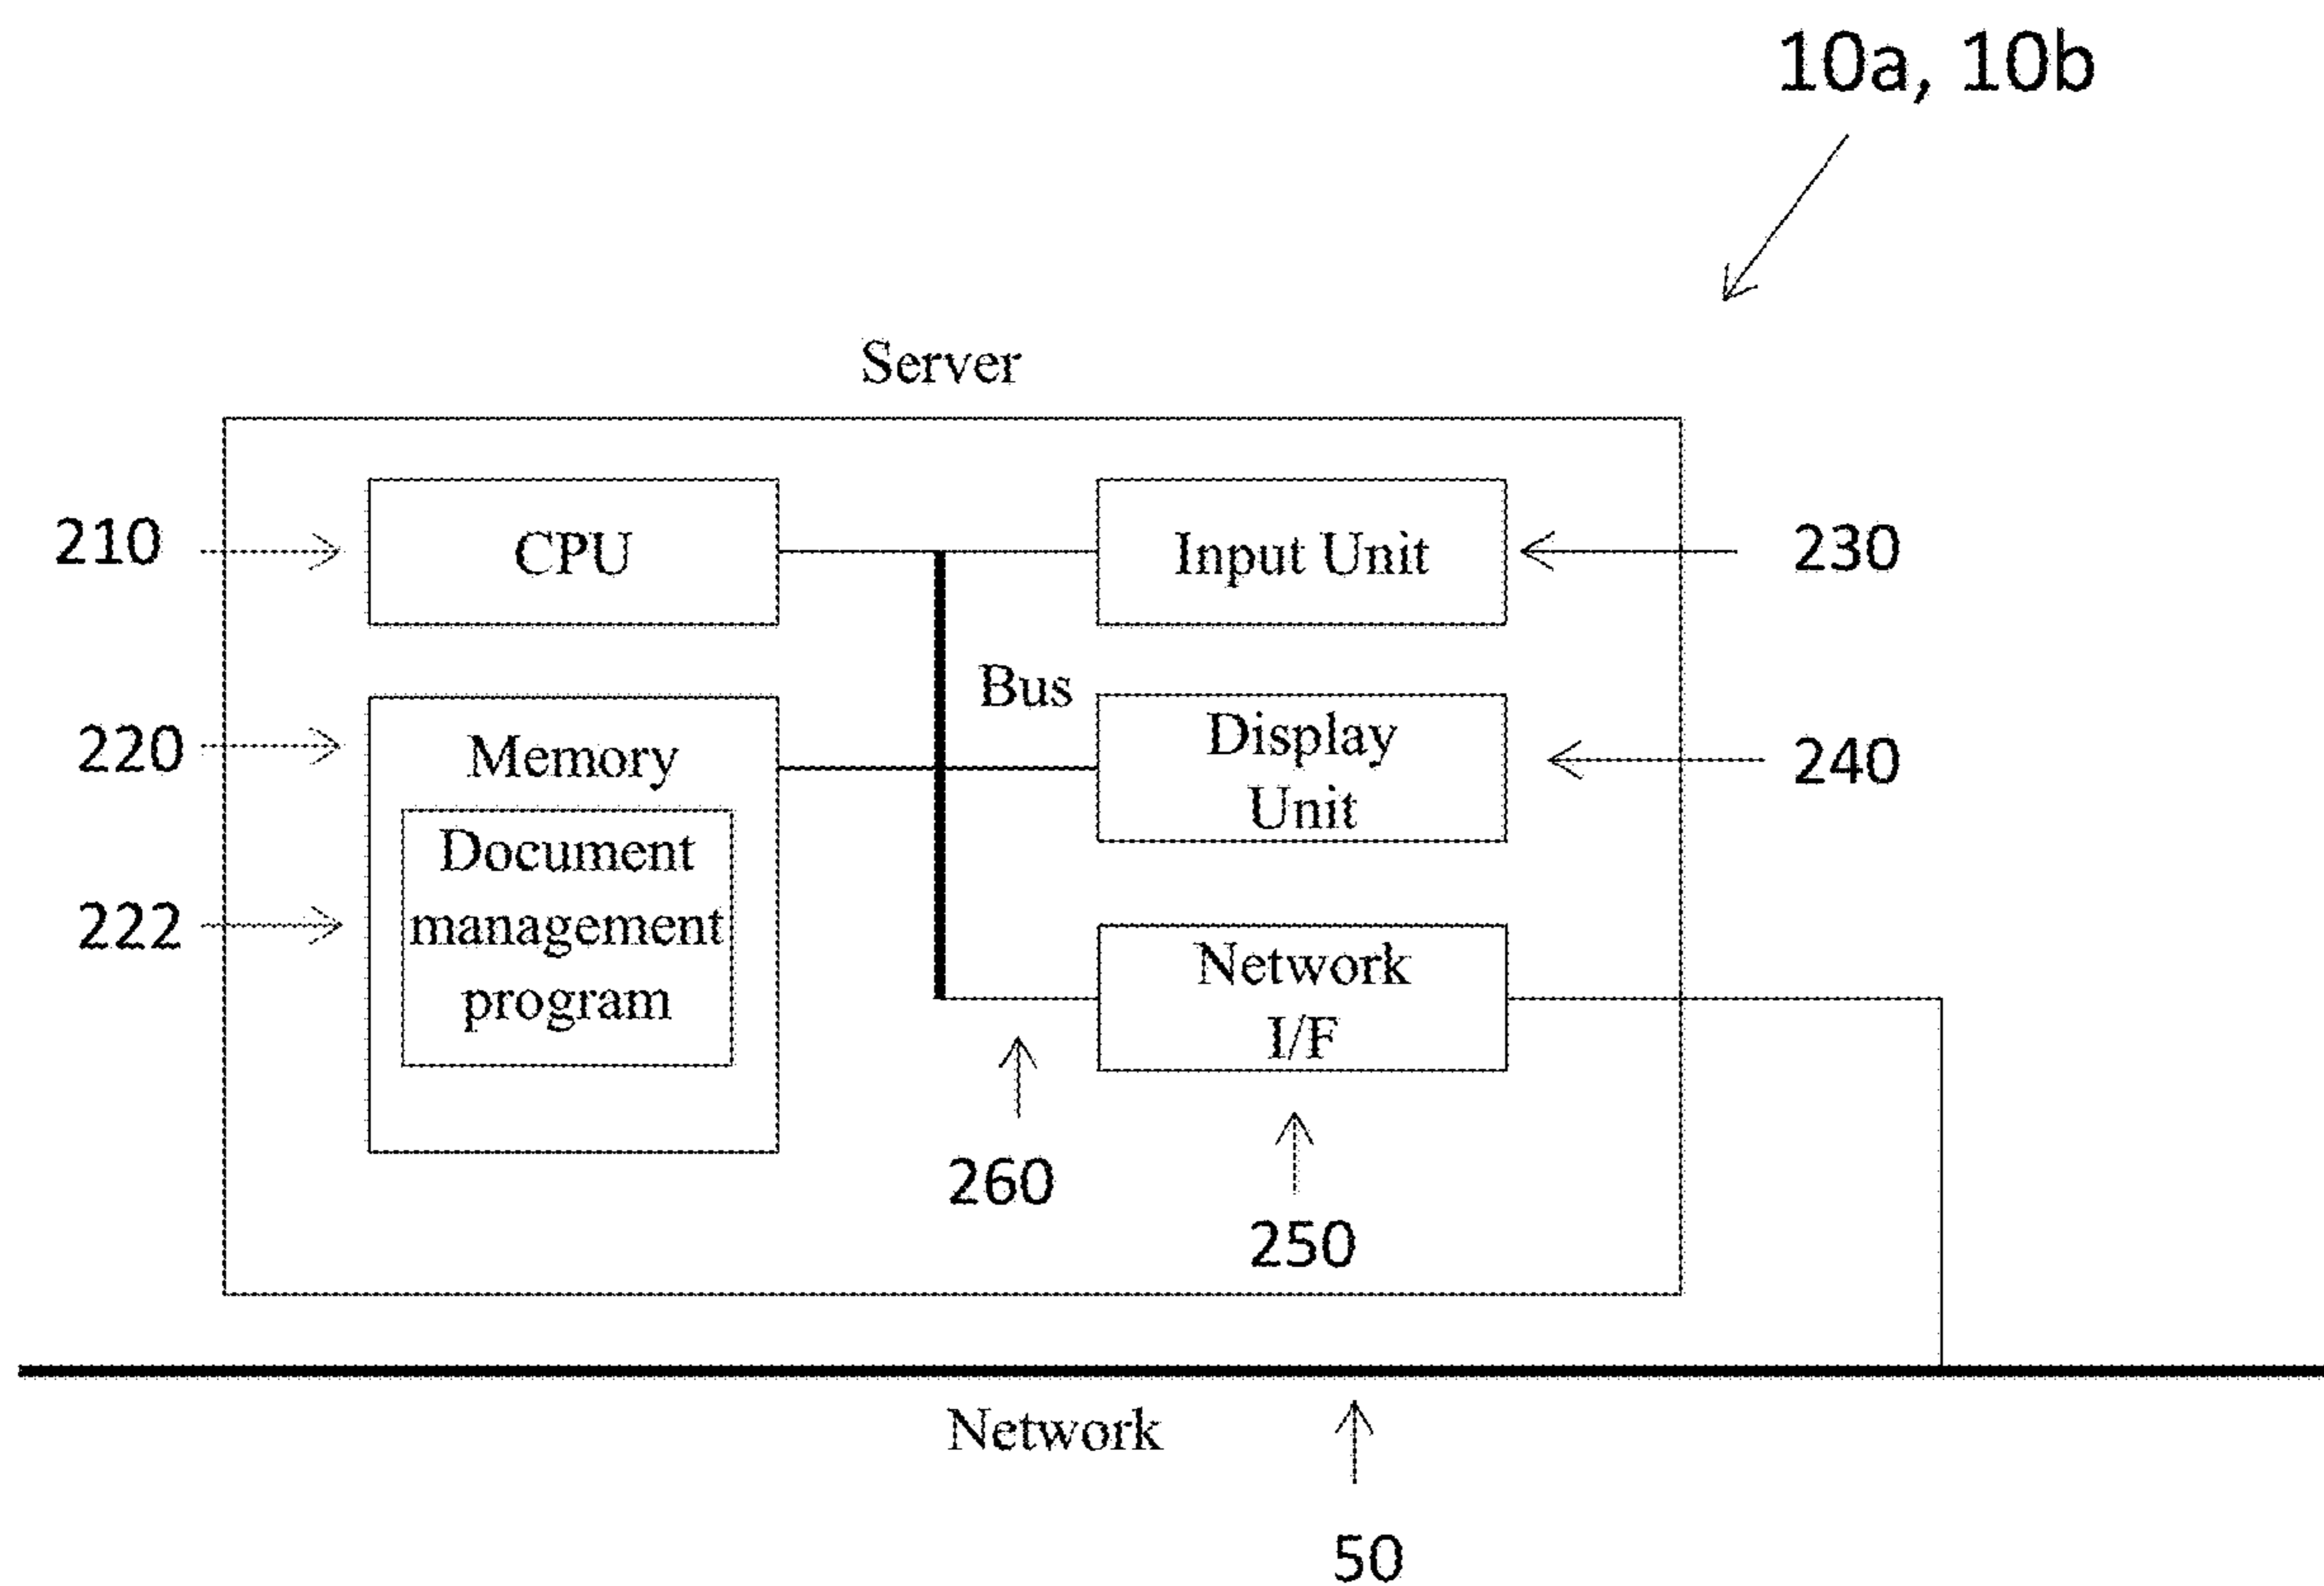 10a, 10b
Server
210
CPU
Input Unit
230
Bus
220
Memory
Display
Unit
240
Document
management
program
222
Network
I/F
260
250
Network
50